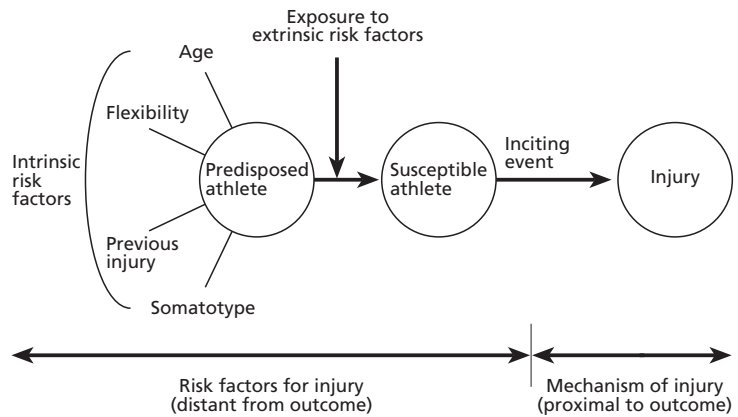 Exposure to
extrinsic risk factors
Age
Flexibility
Intrinsic
risk
factors
Predisposed
athlete
Susceptible
athlete
Inciting
event
Injury
Previous
injury
Somatotype
Risk factors for injury
(distant from outcome)
Mechanism of injury
(proximal to outcome)